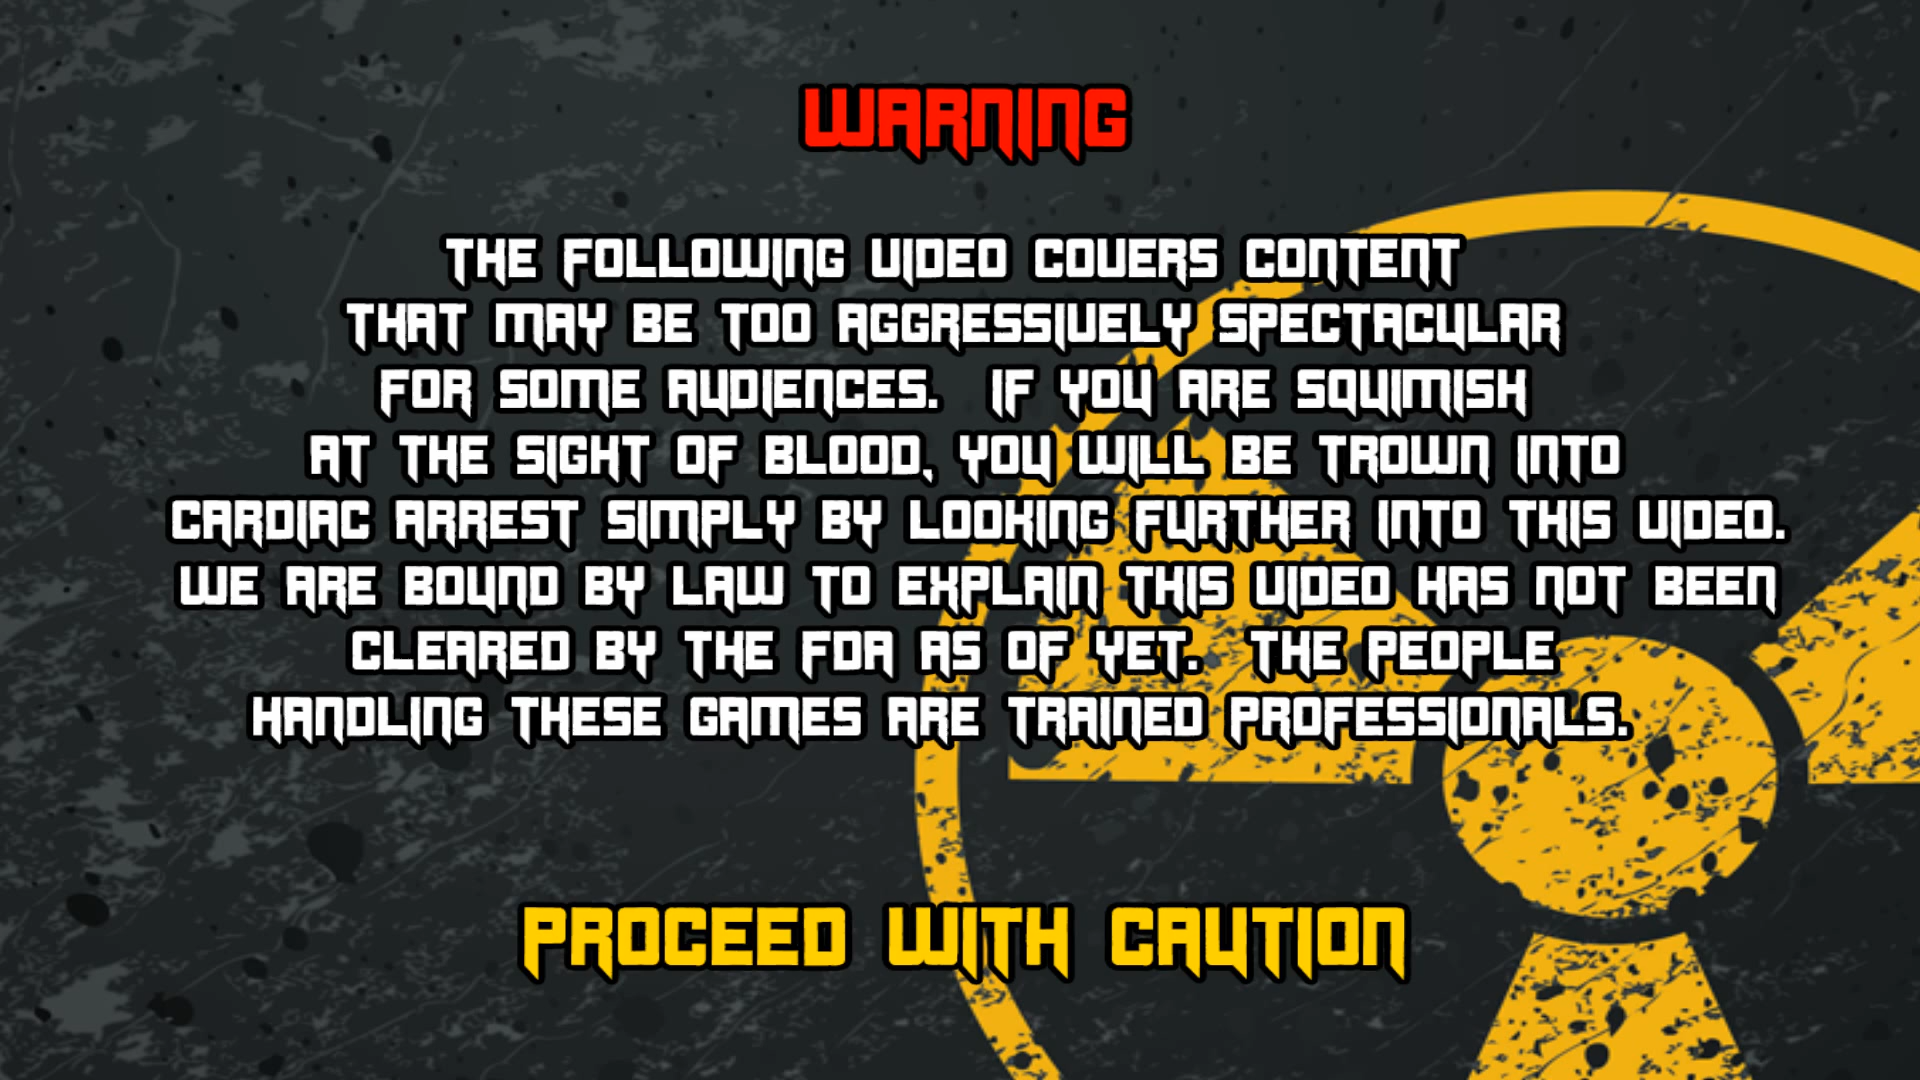 WARNING
THE FOLLOWING VIDEO COVERS CONTENT
THAT MAY BE TOO AGGRESSIVELY SPECTACULAR
FOR SOME AUDIENCES. IF YOU ARE SQUIMISH
AT THE SIGHT OF BLOOD, YOU WILL BE TROWN INTO
CARDIAC ARREST SIMPLY BY LOOKING FURTHER INTO THIS VIDEO.
WE ARE BOUND BY LAW TO EXPLAIN THIS VIDEO HAS NOT BEEN
CLEARED BY THE FDA AS OF YET. THE PEOPLE
HANDLING THESE GAMES ARE TRAINED PROFESSIONALS.
PROCEED WITH CAUTION